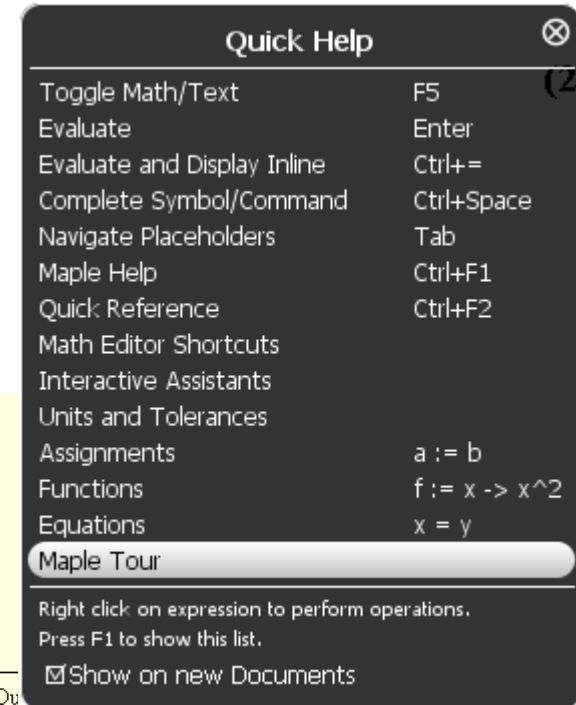 Quick Help
(2
Toggle Math/Text F5
Evaluate Enter
Evaluate and Display Inline Ctrl+=
Complete Symbol/Command Ctrl+Space
Navigate Placeholders Tab
Maple Help Ctrl+F1
Quick Reference Ctrl+F2
Math Editor Shortcuts
Interactive Assistants
Units and Tolerances
Assignments a := b
Functions f := x -> x^2
Equations x = y
Maple Tour
Right click on expression to perform operations.
Press F1 to show this list.
Show on new Documents